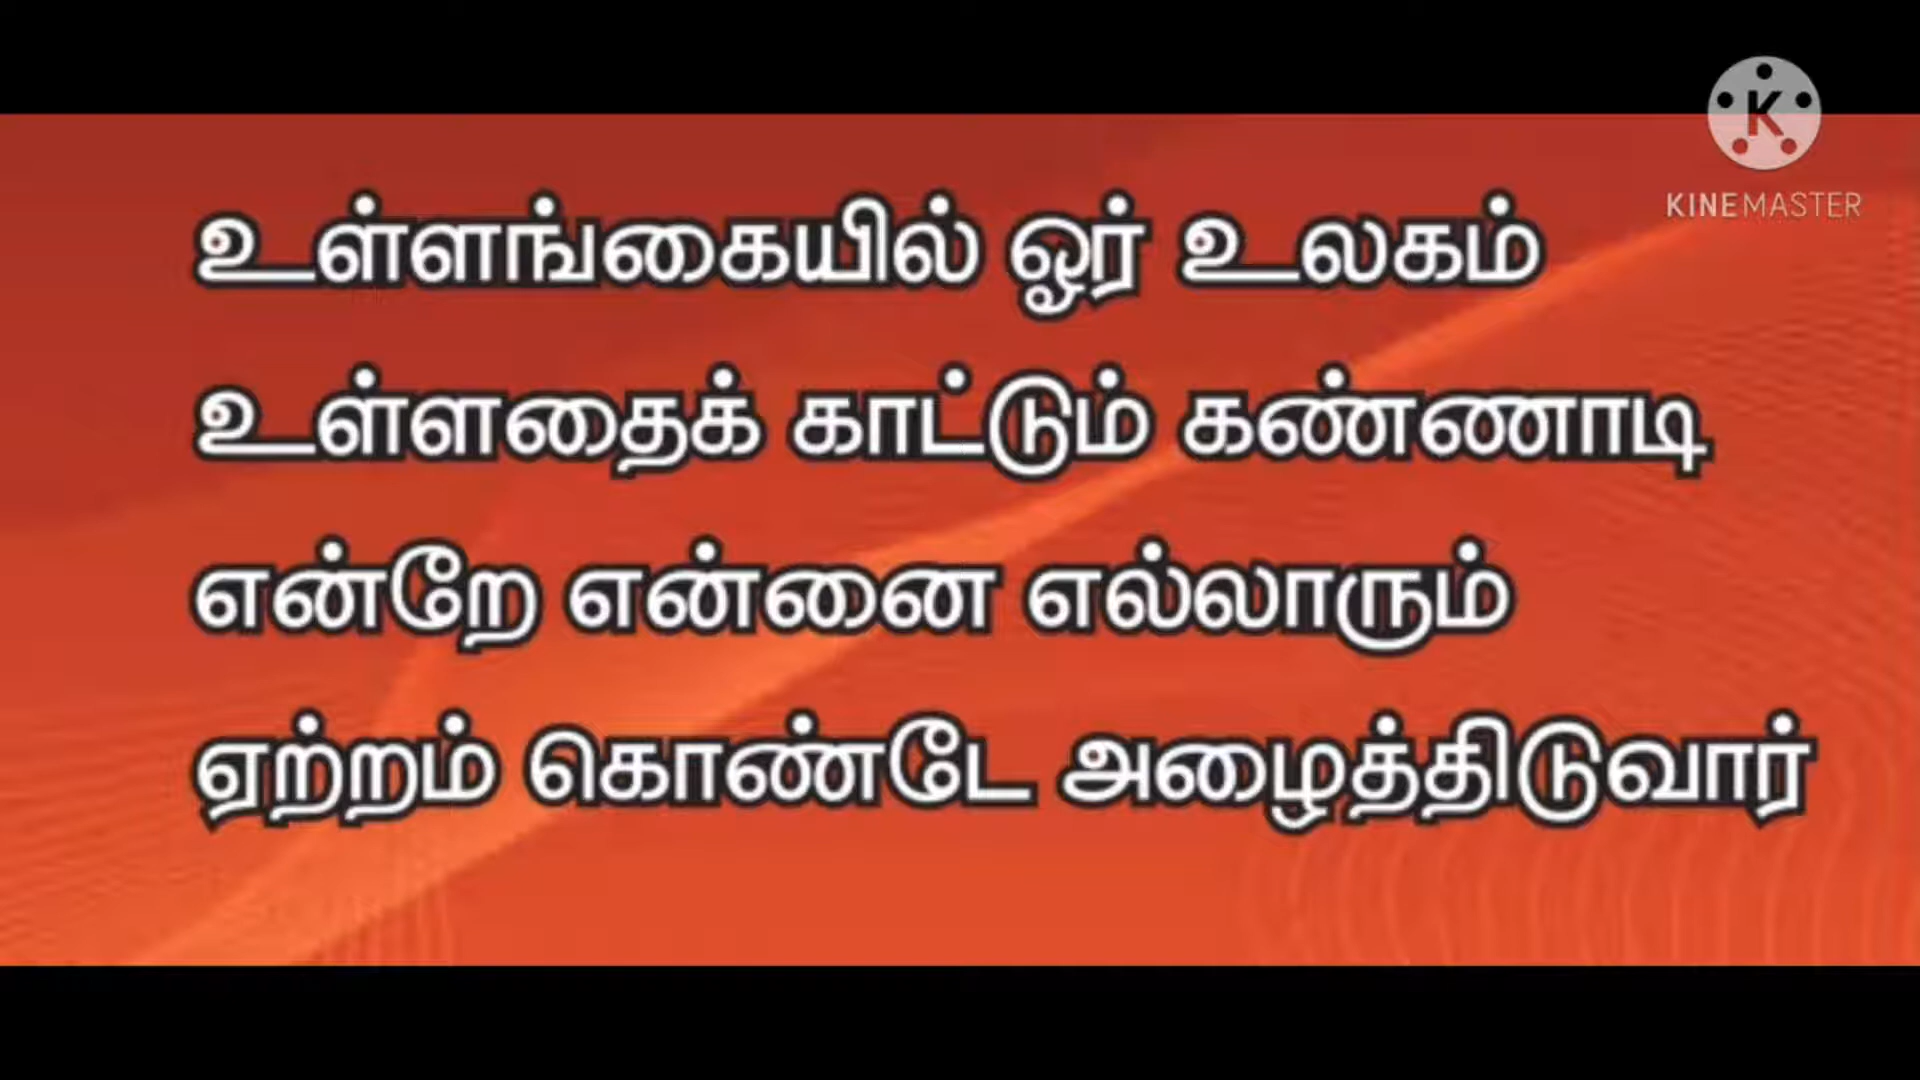 KINEMASTER
உள்ளங்கையில் ஓர் உலகம்
உள்ளதைக் காட்டும் கண்ணாடி
என்றே என்னை எல்லாரும்
ஏற்றம் கொண்டே அழைத்திடுவார்